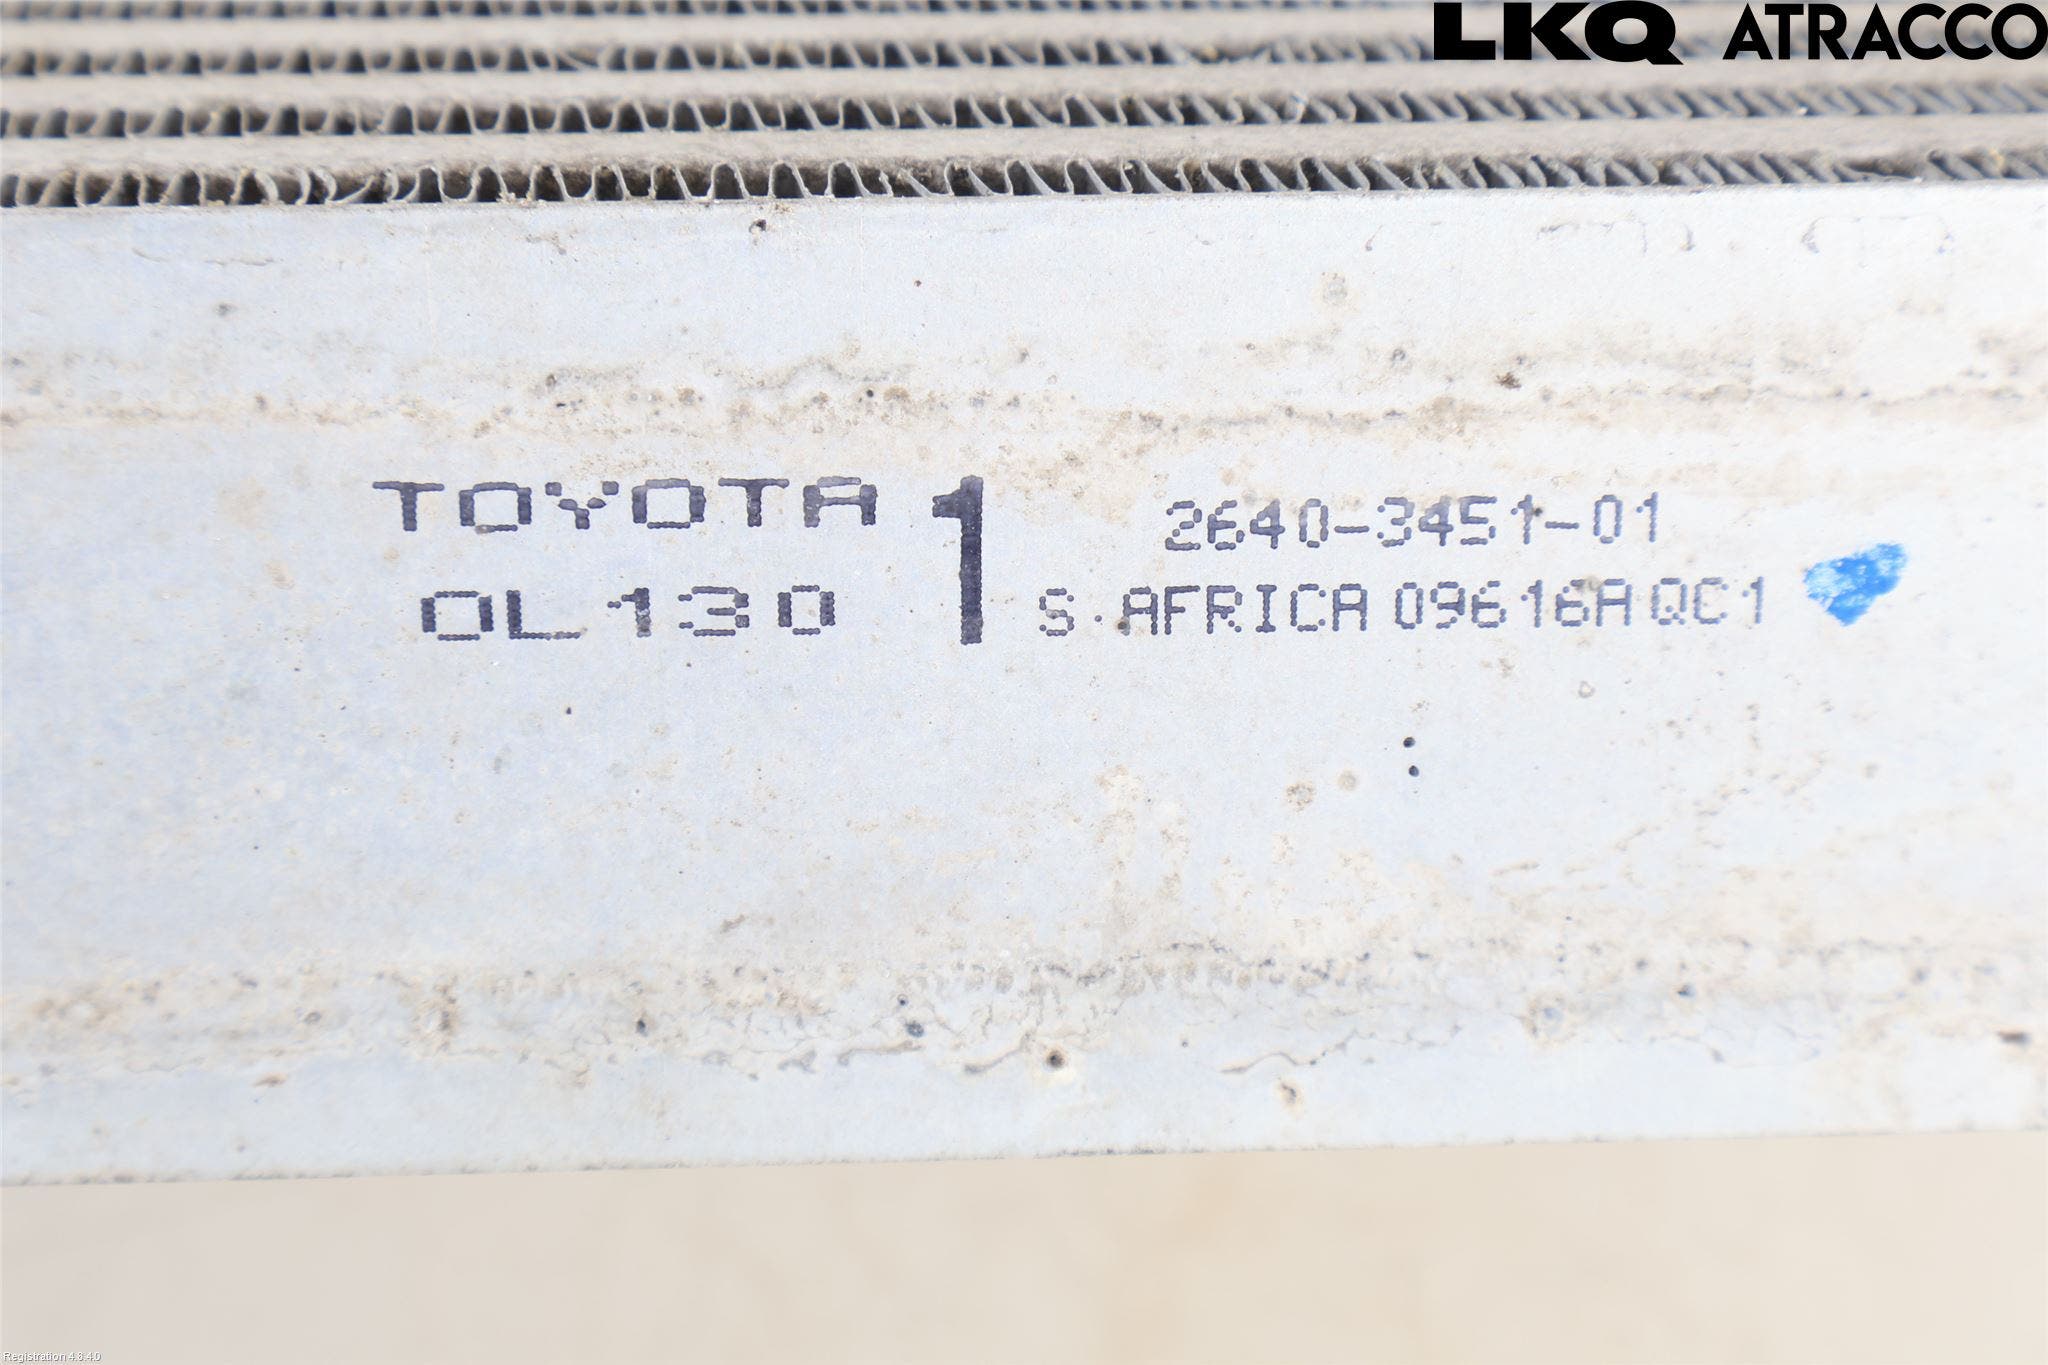 LKQ ATRACCO
TOYOTA 1 2640-3451-01
0L130 S.AFRICA 09616A QC1
Registration 4.8.4.0